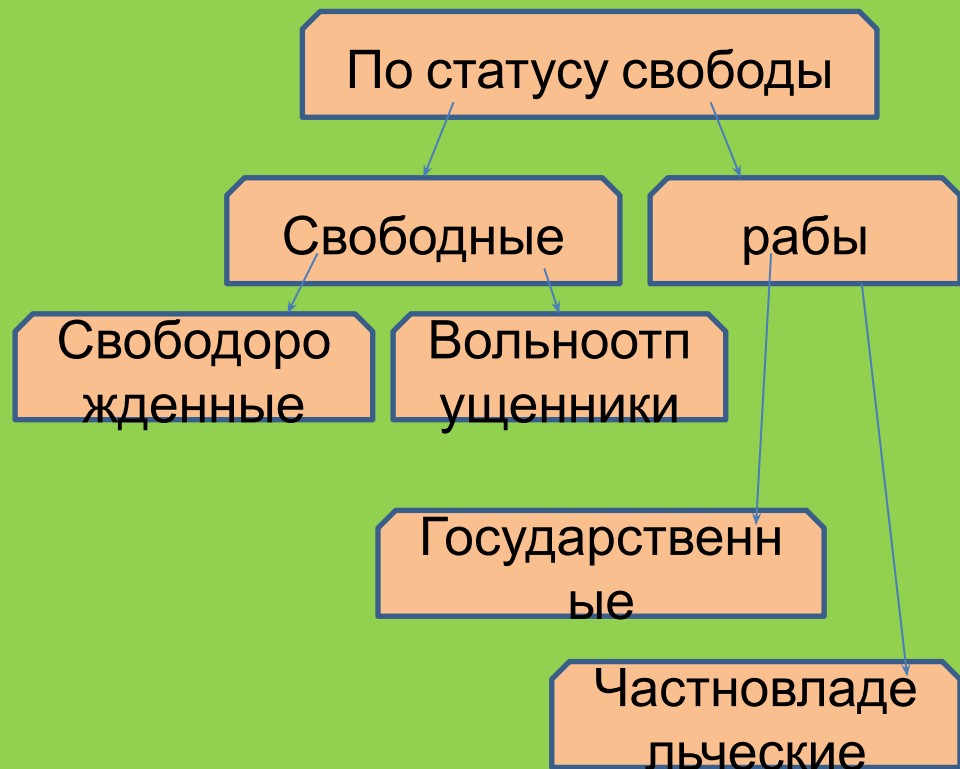 По статусу свободы
Свободные
рабы
Свободоро
жденные
Вольноотп
ущенники
Государственн
ые
Частновладе
льческие